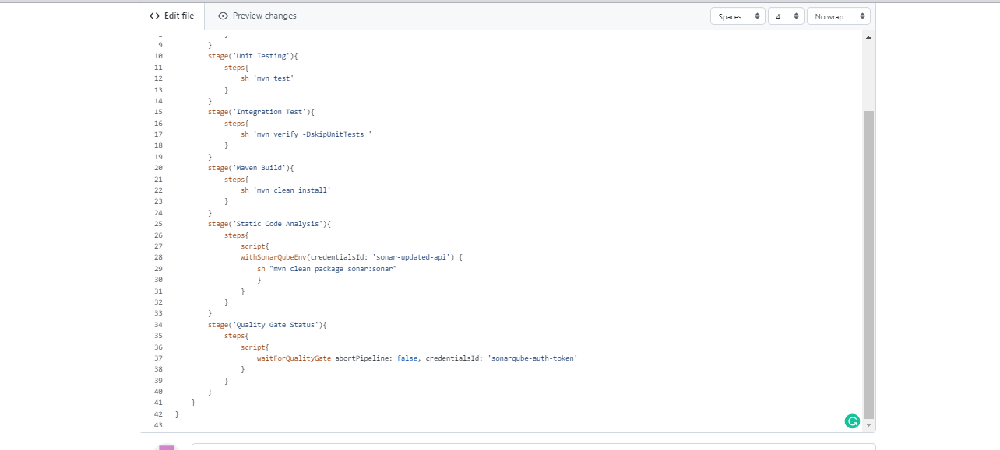 Edit file Preview changes Spaces 4 No wrap
9 }
10 stage('Unit Testing'){
11 steps{
12 sh 'mvn test'
13 }
14 }
15 stage('Integration Test'){
16 steps{
17 sh 'mvn verify -DskipUnitTests '
18 }
19 }
20 stage('Maven Build'){
21 steps{
22 sh 'mvn clean install'
23 }
24 }
25 stage('Static Code Analysis'){
26 steps{
27 script{
28 withSonarQubeEnv(credentialsId: 'sonar-updated-api') {
29 sh "mvn clean package sonar:sonar"
30 }
31 }
32 }
33 }
34 stage('Quality Gate Status'){
35 steps{
36 script{
37 waitForQualityGate abortPipeline: false, credentialsId: 'sonarqube-auth-token'
38 }
39 }
40 }
41 }
42 }
43